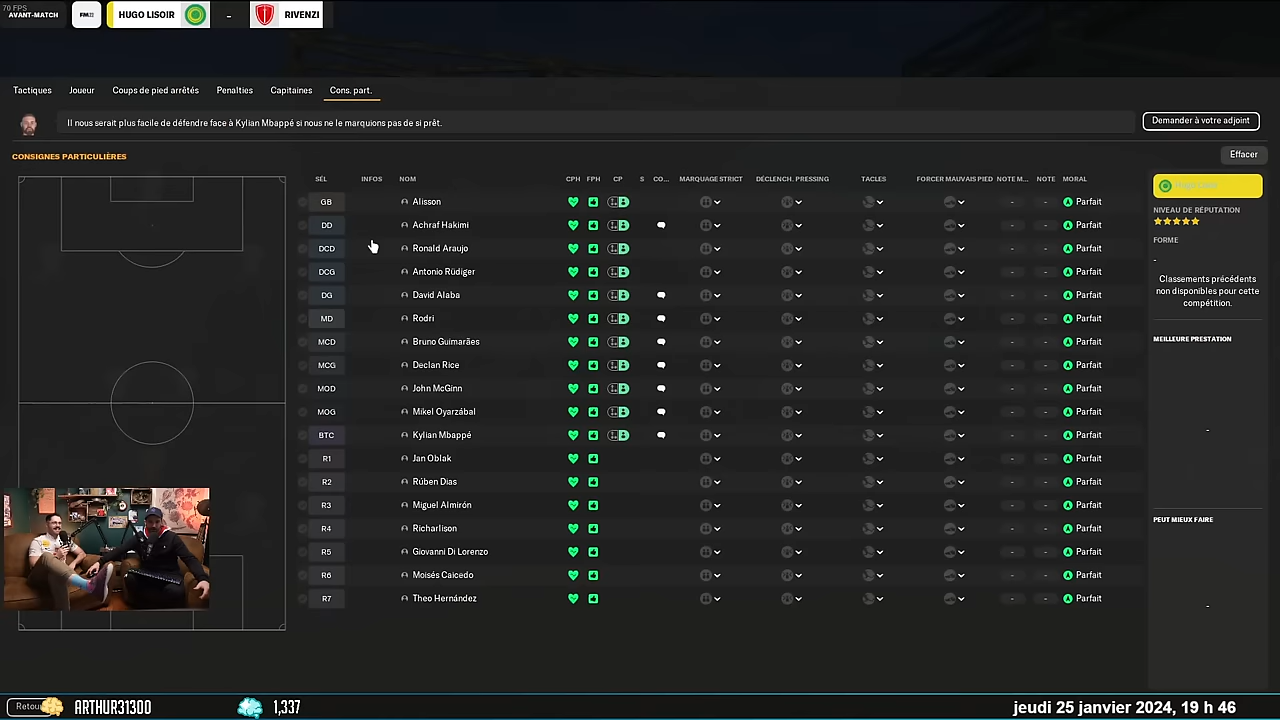 70 FPS
AVANT-MATCH
FM23
HUGO LISOIR
-
RIVENZI
Tactiques Joueur Coups de pied arrêtés Penalties Capitaines Cons. part.
Il nous serait plus facile de défendre face à Kylian Mbappé si nous ne le marquions pas de si prêt.
Demander à votre adjoint
CONSIGNES PARTICULIÈRES
Effacer
SÉL INFOS NOM CPH FPH CP S CO... MARQUAGE STRICT DÉCLENCH. PRESSING TACLES FORCER MAUVAIS PIED NOTE M... NOTE MORAL
GB Alisson - - Parfait
DD Achraf Hakimi - - Parfait
DCD Ronald Araujo - - Parfait
DCG Antonio Rüdiger - - Parfait
DG David Alaba - - Parfait
MD Rodri - - Parfait
MCD Bruno Guimarães - - Parfait
MCG Declan Rice - - Parfait
MOD John McGinn - - Parfait
MOG Mikel Oyarzábal - - Parfait
BTC Kylian Mbappé - - Parfait
R1 Jan Oblak - - Parfait
R2 Rúben Dias - - Parfait
R3 Miguel Almirón - - Parfait
R4 Richarlison - - Parfait
R5 Giovanni Di Lorenzo - - Parfait
R6 Moisés Caicedo - - Parfait
R7 Theo Hernández - - Parfait
NIVEAU DE RÉPUTATION
FORME
-
Classements précédents
non disponibles pour cette
compétition.
MEILLEURE PRESTATION
-
PEUT MIEUX FAIRE
-
Retou
ARTHUR31300
1,337
jeudi 25 janvier 2024, 19 h 46